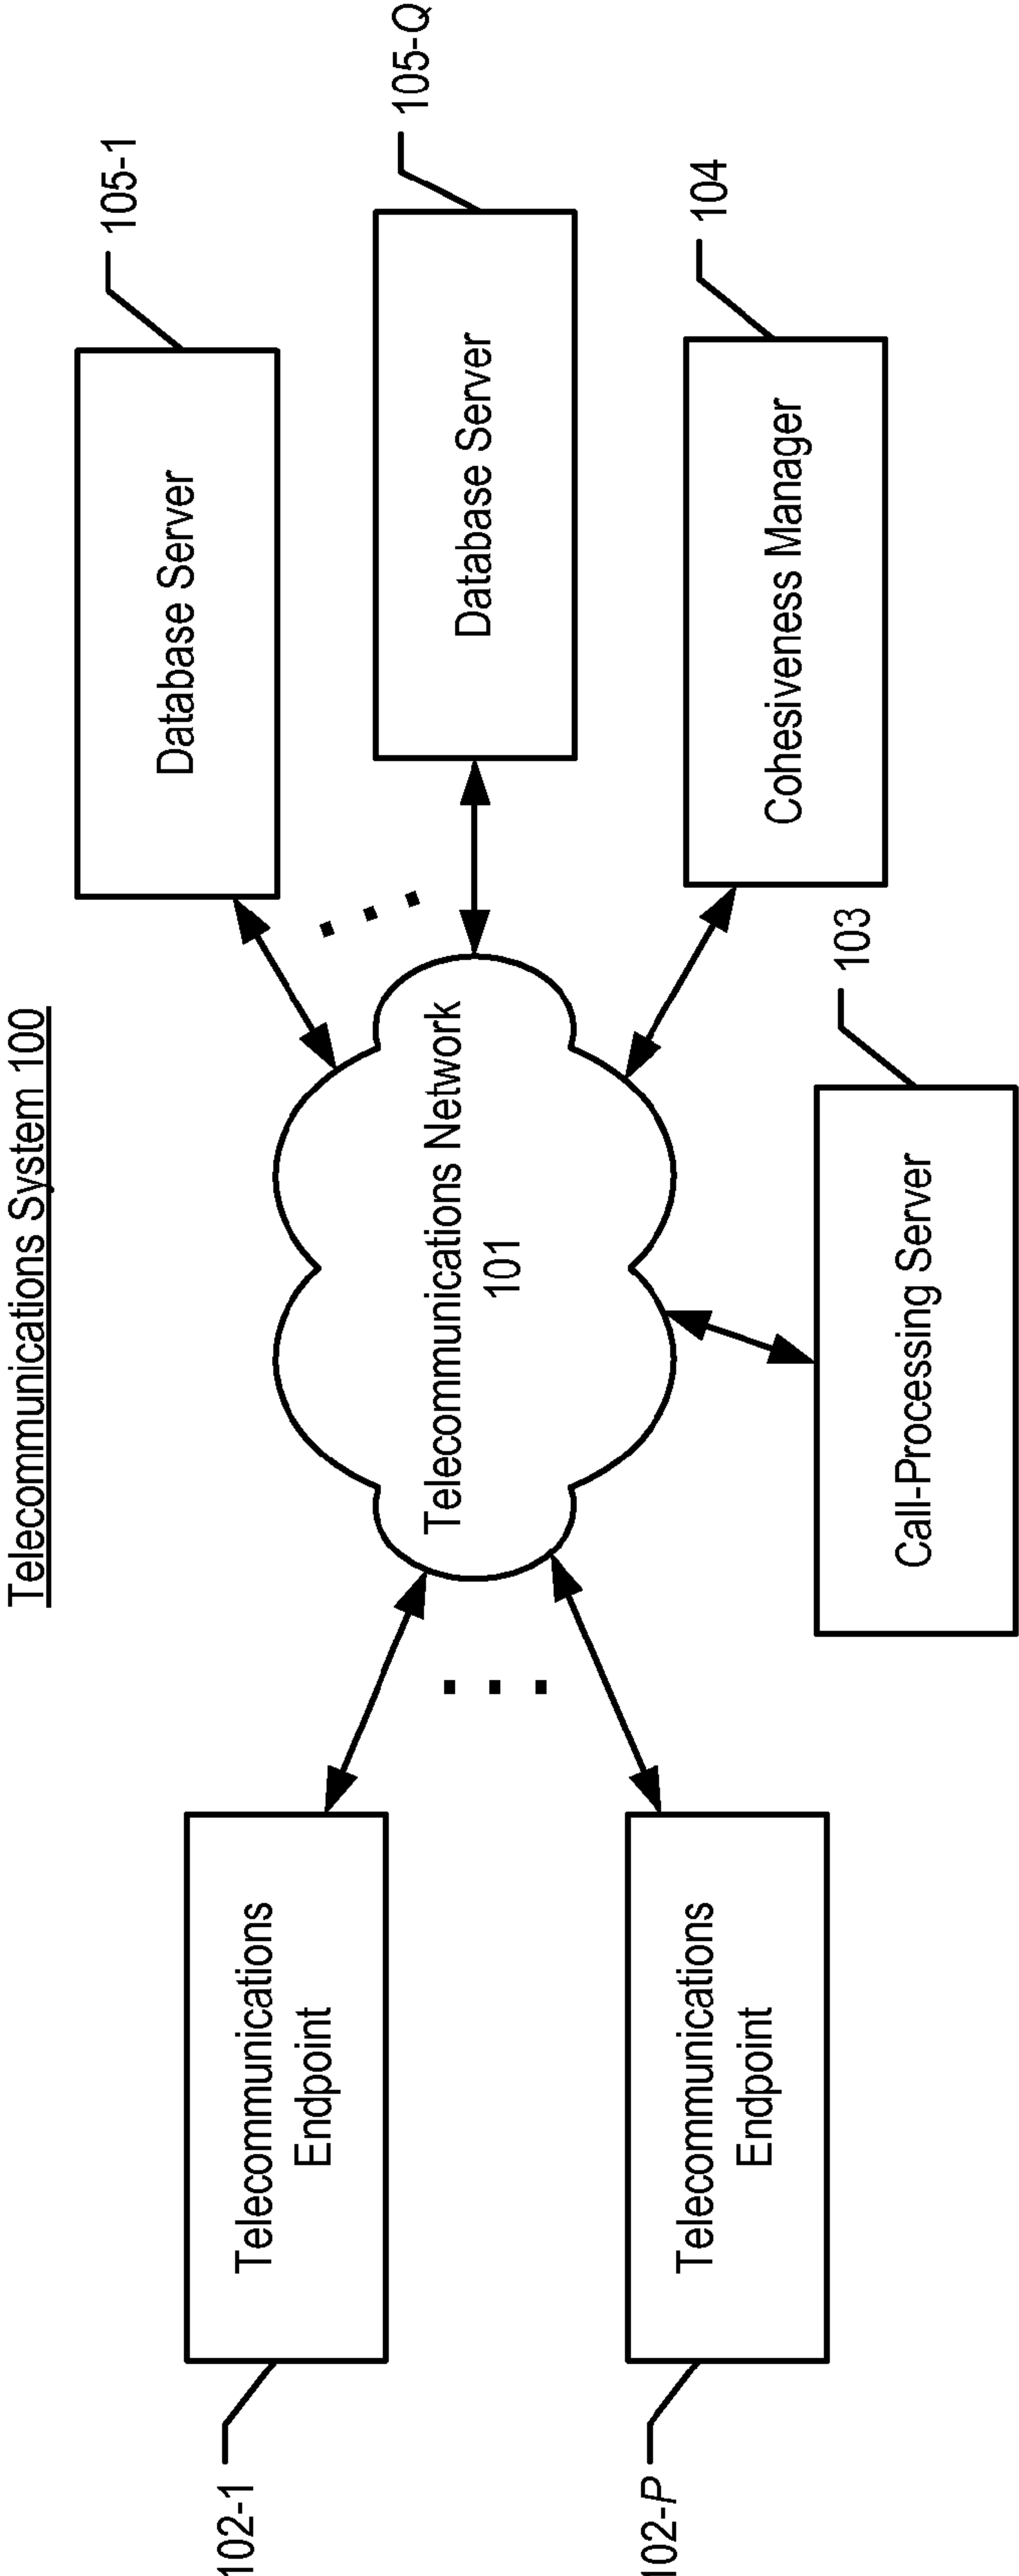 Telecommunications System 100
105-1
Database Server
105-Q
Database Server
102-1
Telecommunications
Endpoint
Telecommunications Network
101
104
Cohesiveness Manager
102-P
Telecommunications
Endpoint
103
Call-Processing Server